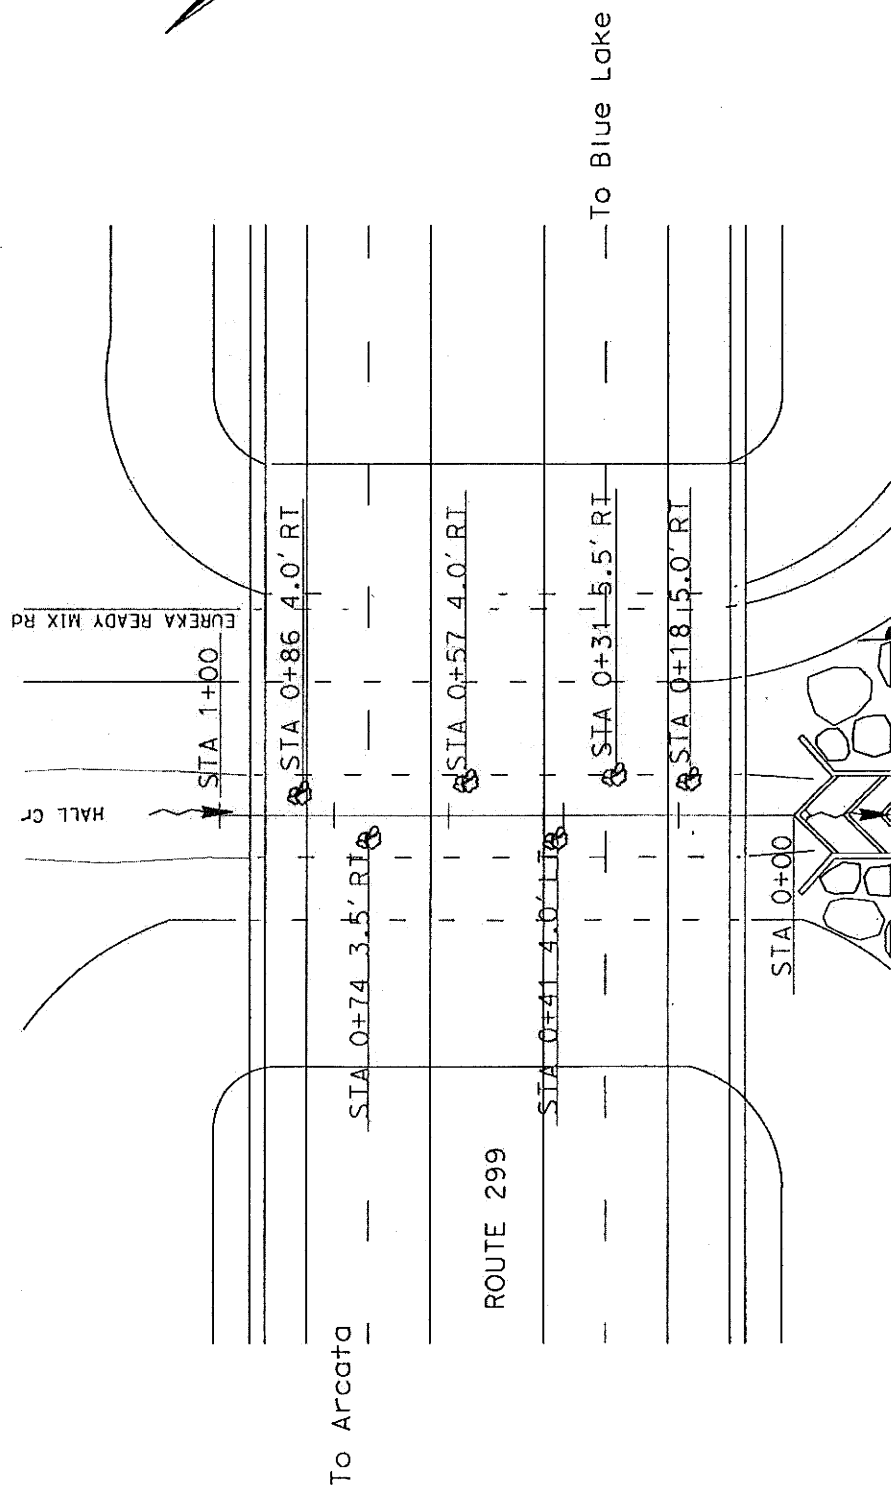 To Arcata
To Blue Lake
ROUTE 299
EUREKA READY MIX Rd
HALL Cr
STA 1+00
STA 0+86 4.0' RT
STA 0+74 3.5' RT
STA 0+57 4.0' RT
STA 0+41 4.0' LT
STA 0+31 5.5' RT
STA 0+18 5.0' RT
STA 0+00